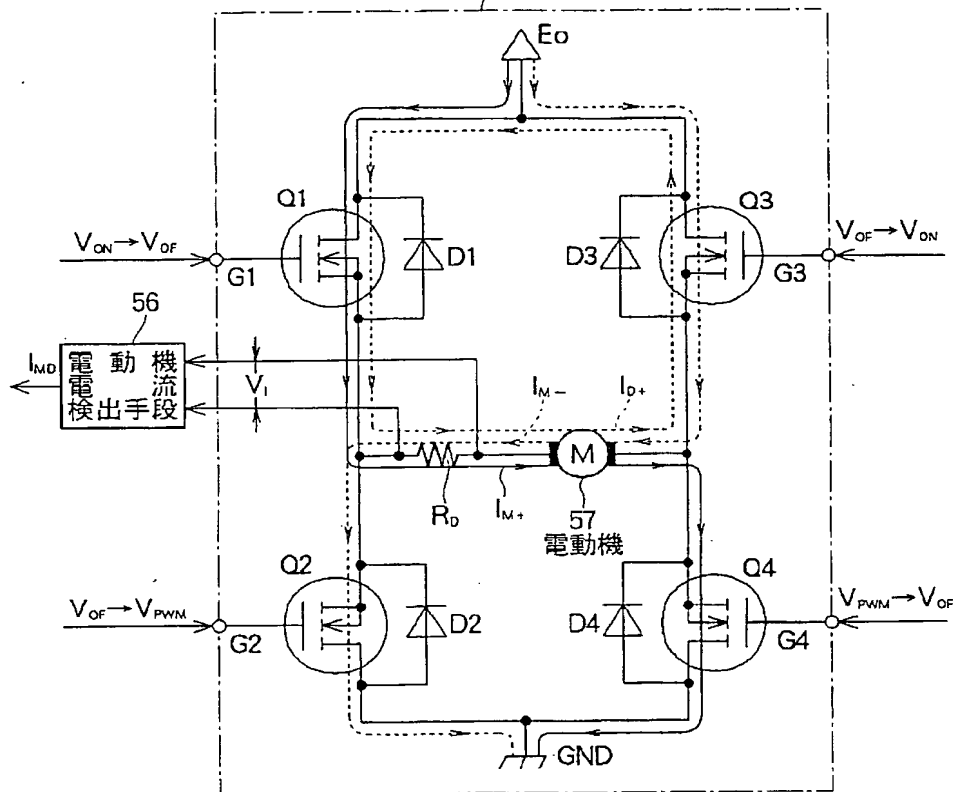 Eo
Q1
Q3
V_ON→V_OF
D1
D3
V_OF→V_ON
G1
G3
56
I_MD
電動機
電流
検出手段
V_I
I_M-
I_D+
M
R_D
I_M+
57
電動機
Q2
Q4
V_OF→V_PWM
D2
D4
V_PWM→V_OF
G2
G4
GND